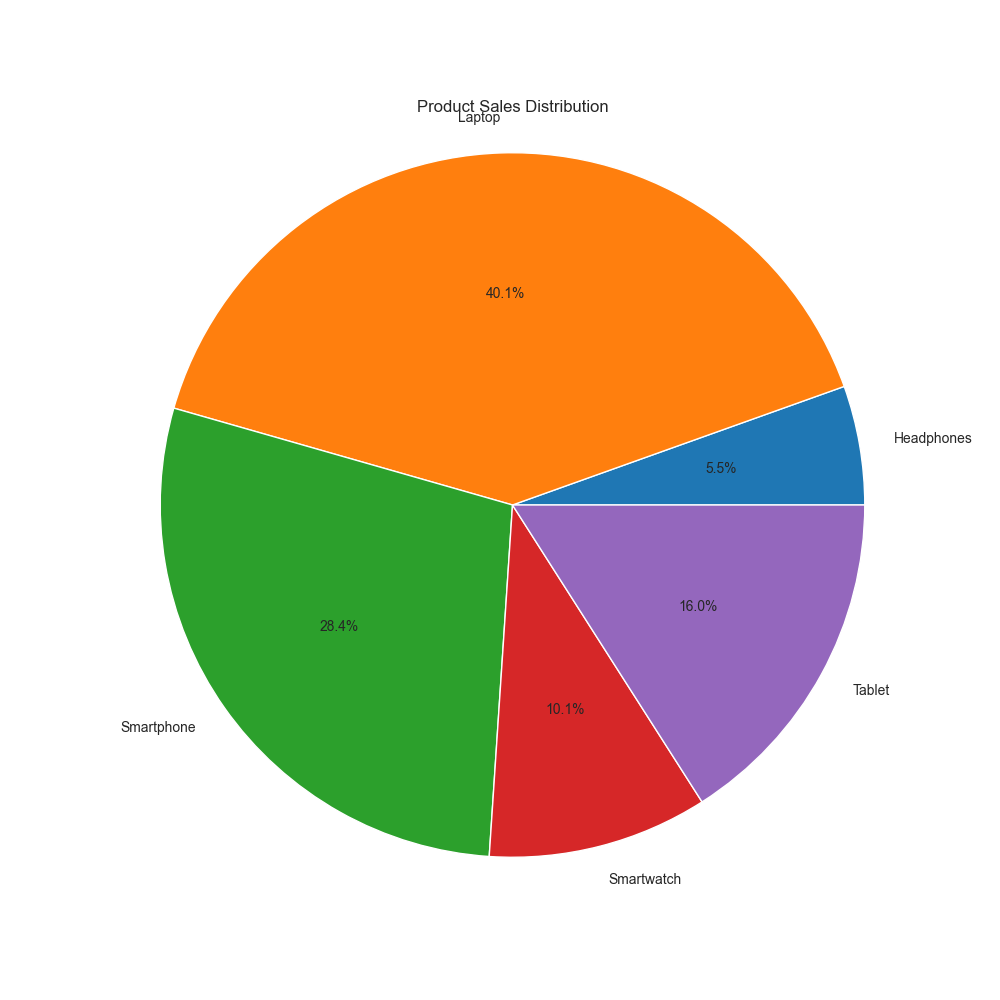 Product Sales Distribution
Laptop
40.1%
Headphones
5.5%
16.0%
28.4%
Tablet
10.1%
Smartphone
Smartwatch